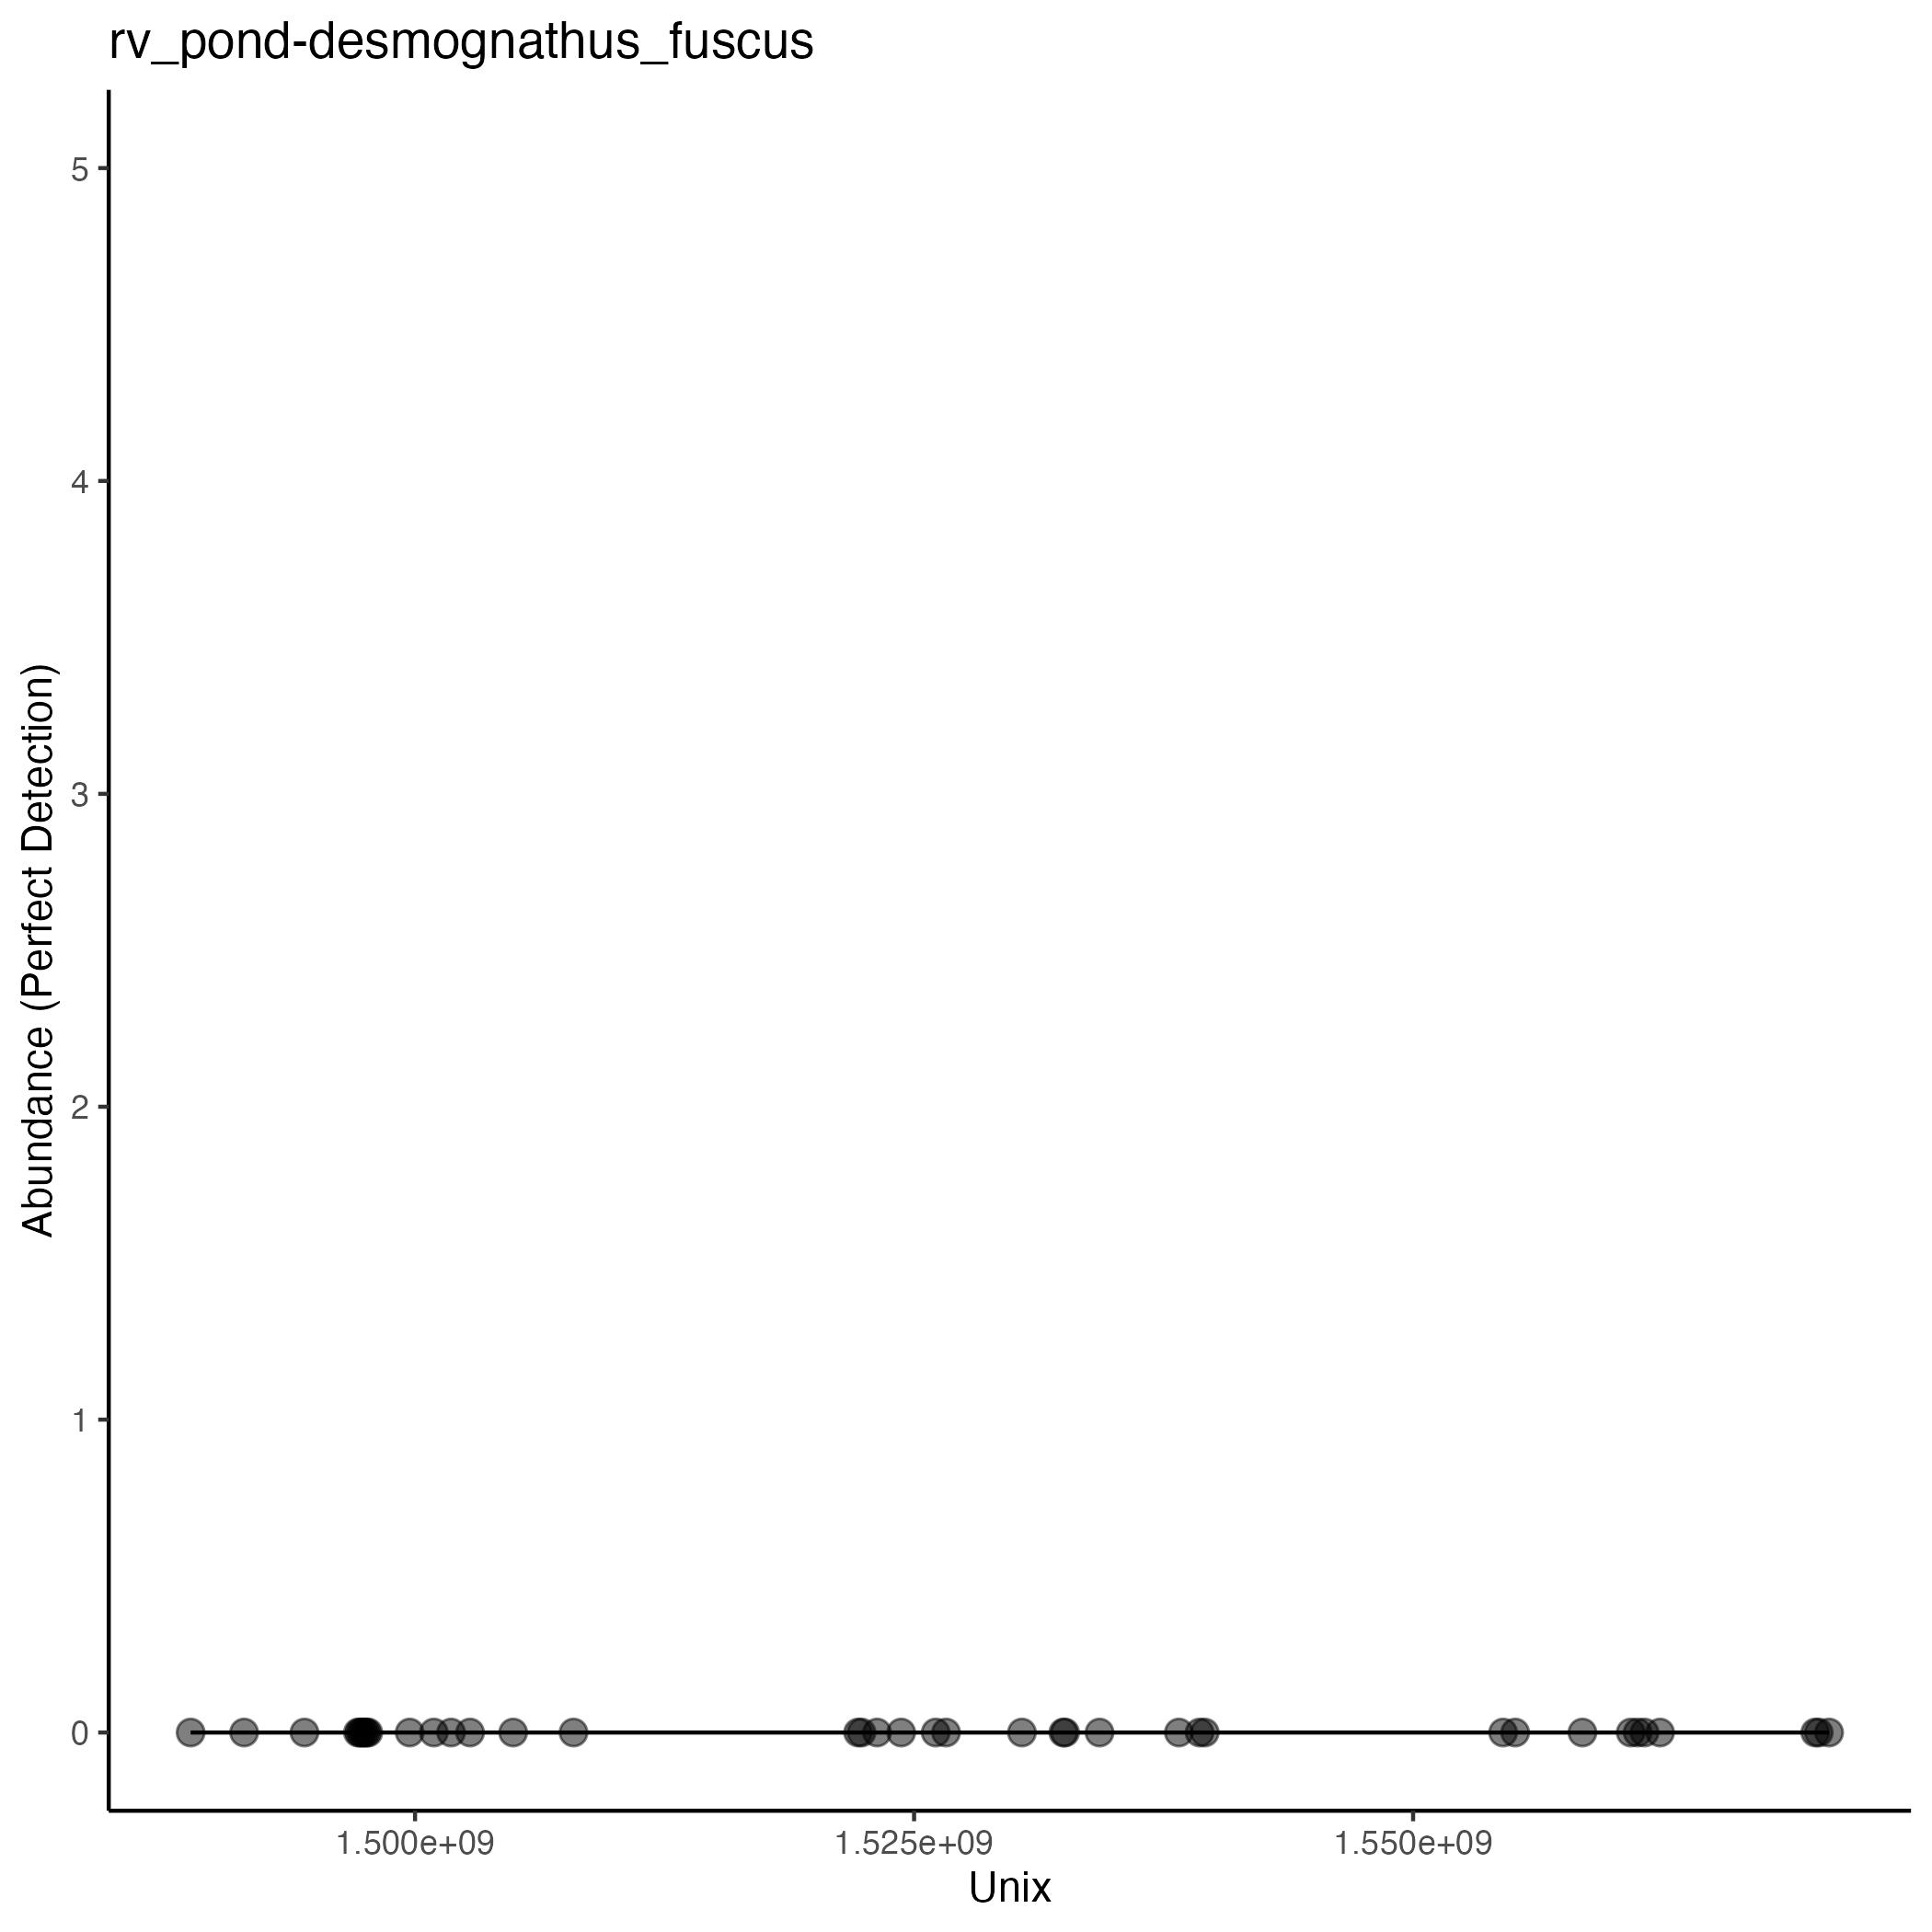 rv_pond-desmognathus_fuscus
5
4
3
2
1
0
Abundance (Perfect Detection)
1.500e+09 1.525e+09 1.550e+09
Unix